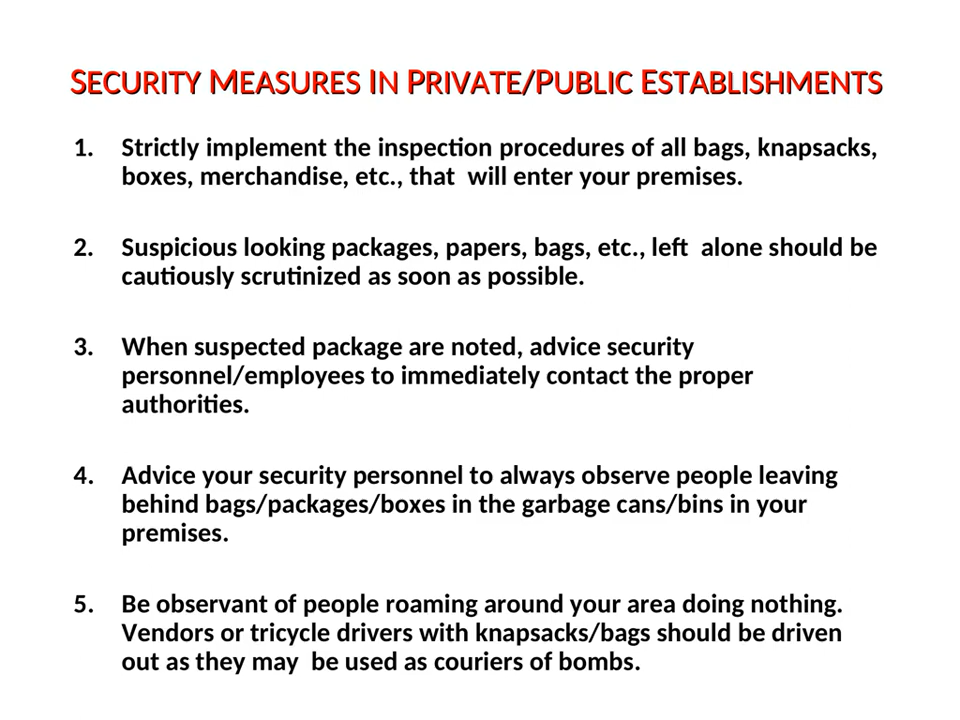 SECURITY MEASURES IN PRIVATE/PUBLIC ESTABLISHMENTS
1. Strictly implement the inspection procedures of all bags, knapsacks,
boxes, merchandise, etc., that  will enter your premises.
2. Suspicious looking packages, papers, bags, etc., left  alone should be
cautiously scrutinized as soon as possible.
3. When suspected package are noted, advice security
personnel/employees to immediately contact the proper
authorities.
4. Advice your security personnel to always observe people leaving
behind bags/packages/boxes in the garbage cans/bins in your
premises.
5. Be observant of people roaming around your area doing nothing.
Vendors or tricycle drivers with knapsacks/bags should be driven
out as they may  be used as couriers of bombs.